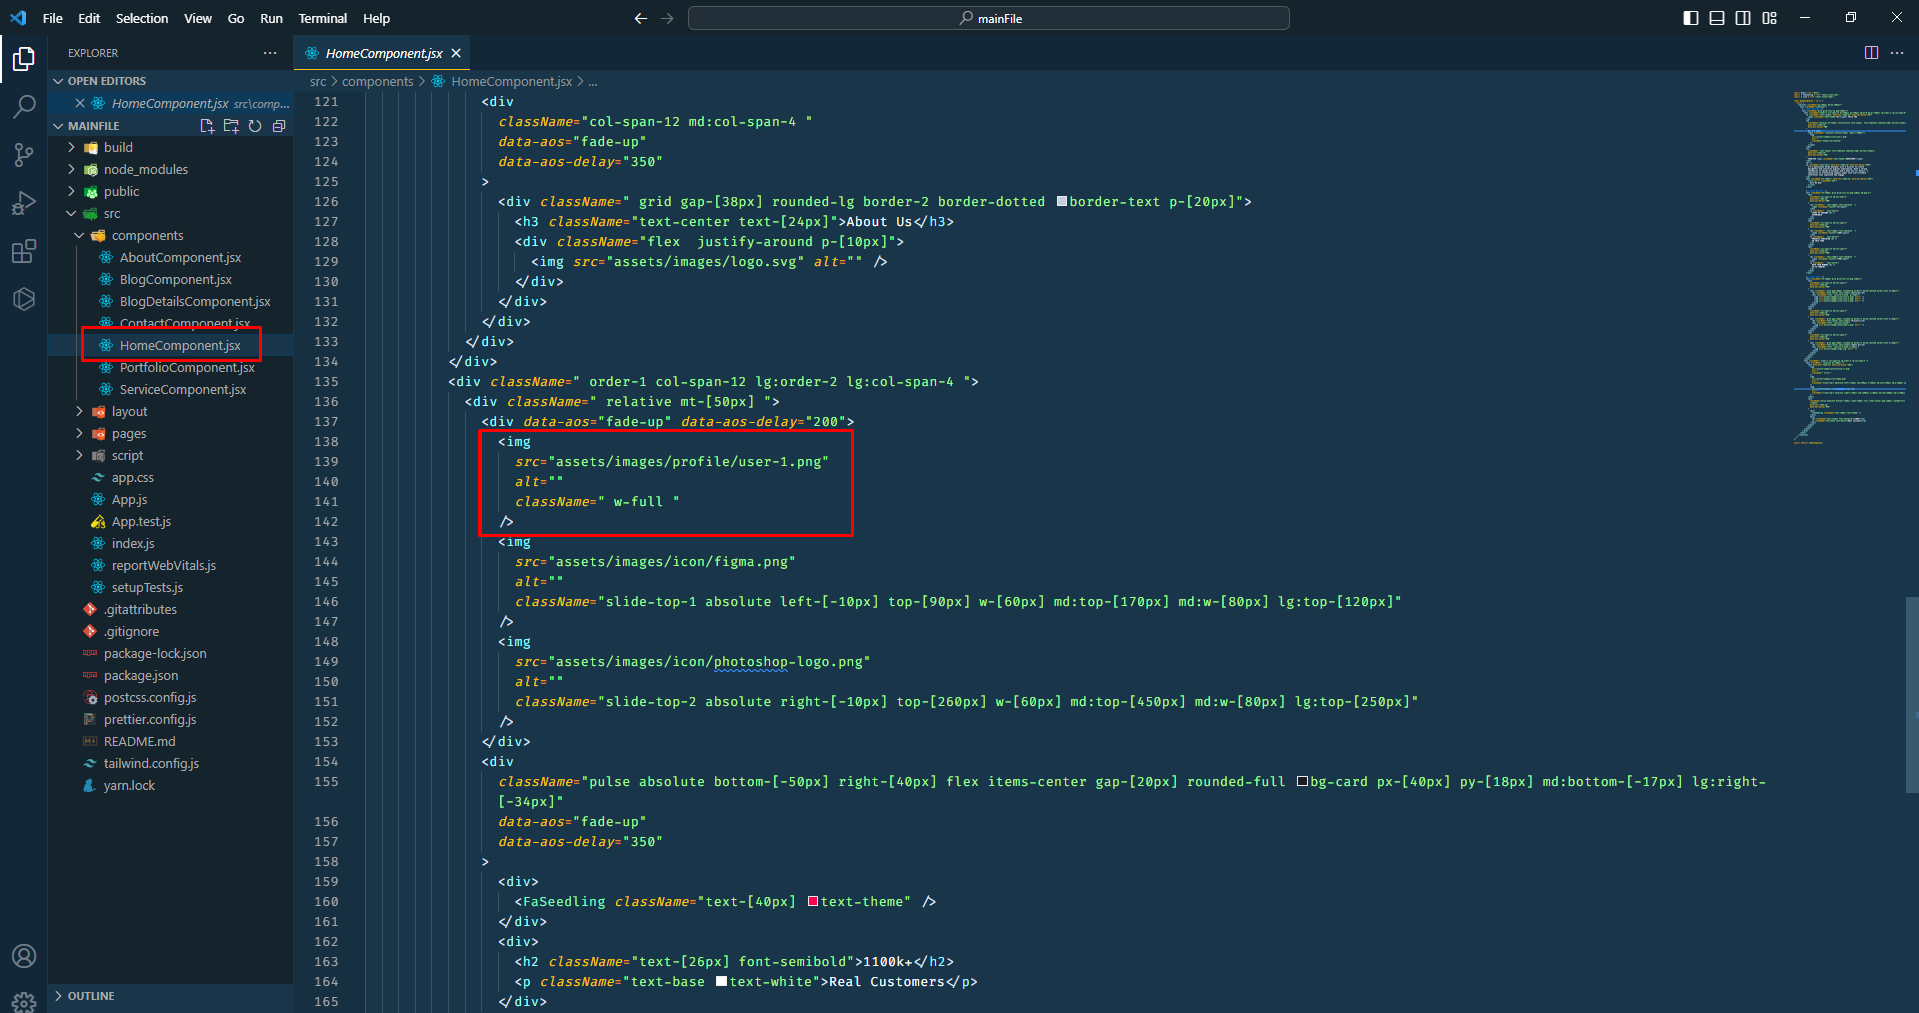 File Edit Selection View Go Run Terminal Help
mainFile
EXPLORER
OPEN EDITORS
HomeComponent.jsx src\comp...
MAINFILE
build
node_modules
public
src
components
AboutComponent.jsx
BlogComponent.jsx
BlogDetailsComponent.jsx
ContactComponent.jsx
HomeComponent.jsx
PortfolioComponent.jsx
ServiceComponent.jsx
layout
pages
script
app.css
App.js
App.test.js
index.js
reportWebVitals.js
setupTests.js
.gitattributes
.gitignore
package-lock.json
package.json
postcss.config.js
prettier.config.js
README.md
tailwind.config.js
yarn.lock
OUTLINE
HomeComponent.jsx
src > components > HomeComponent.jsx > ...
121 <div
122 className="col-span-12 md:col-span-4 "
123 data-aos="fade-up"
124 data-aos-delay="350"
125 >
126 <div className=" grid gap-[38px] rounded-lg border-2 border-dotted border-text p-[20px]">
127 <h3 className="text-center text-[24px]">About Us</h3>
128 <div className="flex  justify-around p-[10px]">
129 <img src="assets/images/logo.svg" alt="" />
130 </div>
131 </div>
132 </div>
133 </div>
134 </div>
135 <div className=" order-1 col-span-12 lg:order-2 lg:col-span-4 ">
136 <div className=" relative mt-[50px] ">
137 <div data-aos="fade-up" data-aos-delay="200">
138 <img
139 src="assets/images/profile/user-1.png"
140 alt=""
141 className=" w-full "
142 />
143 <img
144 src="assets/images/icon/figma.png"
145 alt=""
146 className="slide-top-1 absolute left-[-10px] top-[90px] w-[60px] md:top-[170px] md:w-[80px] lg:top-[120px]"
147 />
148 <img
149 src="assets/images/icon/photoshop-logo.png"
150 alt=""
151 className="slide-top-2 absolute right-[-10px] top-[260px] w-[60px] md:top-[450px] md:w-[80px] lg:top-[250px]"
152 />
153 </div>
154 <div
155 className="pulse absolute bottom-[-50px] right-[40px] flex items-center gap-[20px] rounded-full bg-card px-[40px] py-[18px] md:bottom-[-17px] lg:right-
[-34px]"
156 data-aos="fade-up"
157 data-aos-delay="350"
158 >
159 <div>
160 <FaSeedling className="text-[40px] text-theme" />
161 </div>
162 <div>
163 <h2 className="text-[26px] font-semibold">1100k+</h2>
164 <p className="text-base text-white">Real Customers</p>
165 </div>